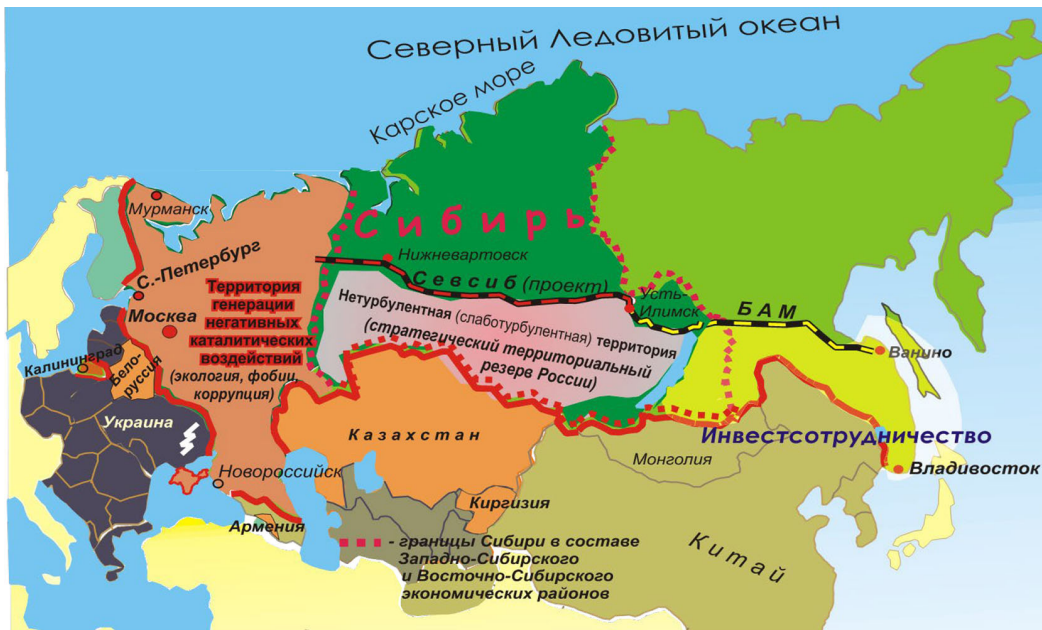 Северный Ледовитый океан
Карское море
Мурманск
Сибирь
С.-Петербург
Нижневартовск
Территория
генерации
негативных
каталитических
воздействий
(экология, фобии,
коррупция)
Севсиб (проект)
Усть-
Илимск
БАМ
Нетурбулентная (слаботурбулентная) территория
(стратегический территориальный
резерв России)
Москва
Ванино
Калининград
Бело-
руссия
Украина
Казахстан
Инвестсотрудничество
Монголия
Владивосток
Новороссийск
Киргизия
Армения
Китай
- границы Сибири в составе
Западно-Сибирского
и Восточно-Сибирского
экономических районов